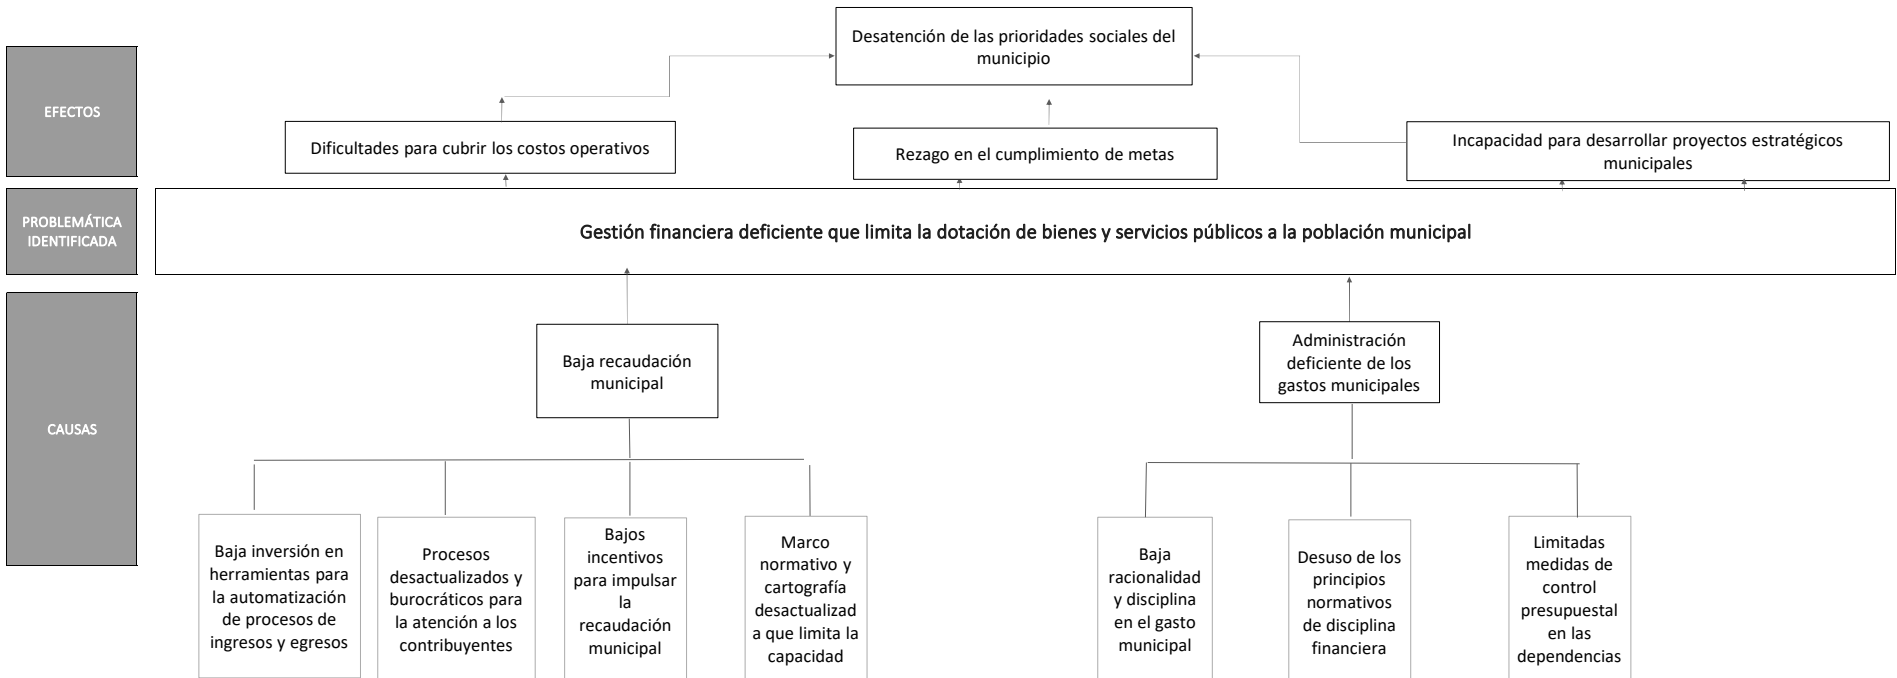 Desatención de las prioridades sociales del
municipio
EFECTOS
Dificultades para cubrir los costos operativos
Rezago en el cumplimiento de metas
Incapacidad para desarrollar proyectos estratégicos
municipales
PROBLEMÁTICA
IDENTIFICADA
Gestión financiera deficiente que limita la dotación de bienes y servicios públicos a la población municipal
CAUSAS
Baja recaudación
municipal
Administración
deficiente de los
gastos municipales
Baja inversión en
herramientas para
la automatización
de procesos de
ingresos y egresos
Procesos
desactualizados y
burocráticos para
la atención a los
contribuyentes
Bajos
incentivos
para impulsar
la
recaudación
municipal
Marco
normativo y
cartografía
desactualizad
a que limita la
capacidad
Baja
racionalidad
y disciplina
en el gasto
municipal
Desuso de los
principios
normativos
de disciplina
financiera
Limitadas
medidas de
control
presupuestal
en las
dependencias